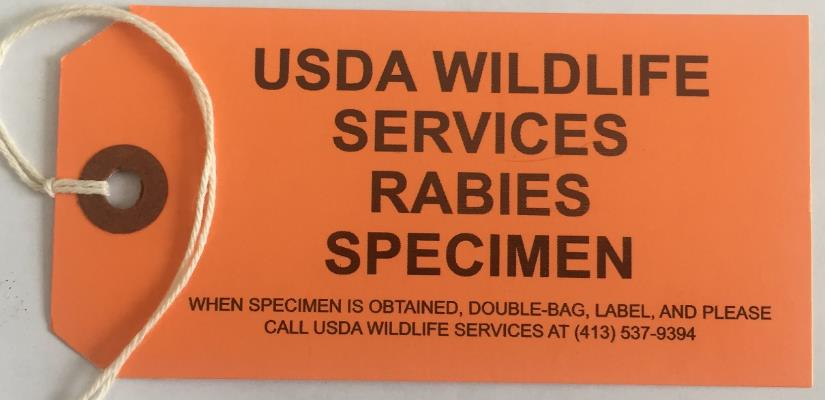 USDA WILDLIFE
SERVICES
RABIES
SPECIMEN
WHEN SPECIMEN IS OBTAINED, DOUBLE-BAG, LABEL, AND PLEASE
CALL USDA WILDLIFE SERVICES AT (413) 537-9394